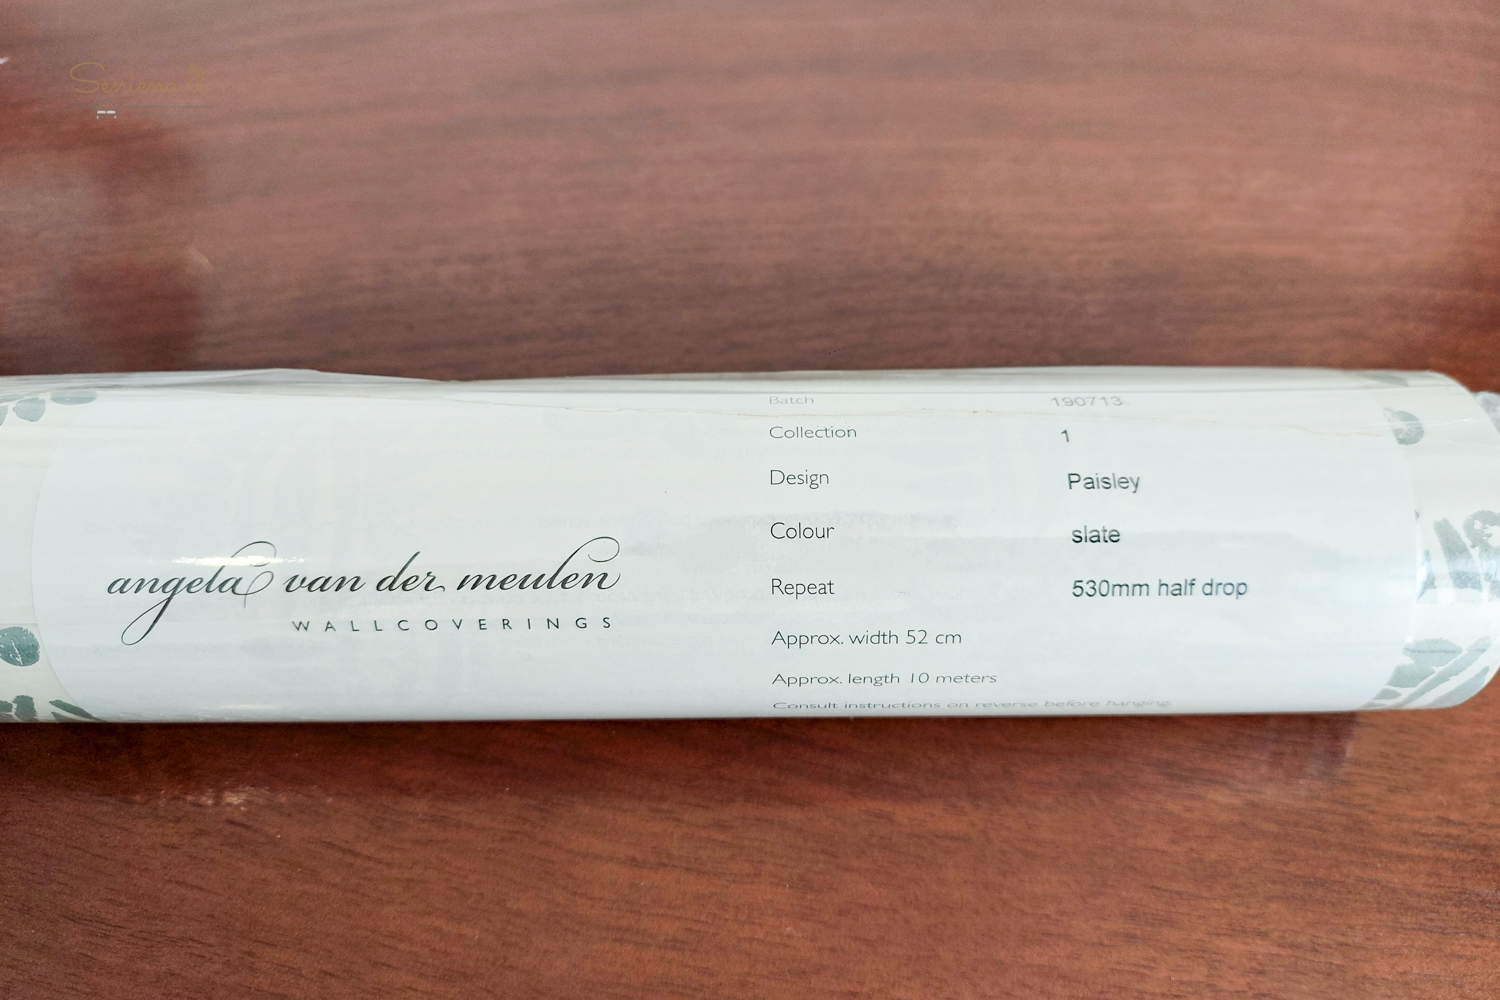 angela van der meulen
WALLCOVERINGS
Batch 190713
Collection 1
Design Paisley
Colour slate
Repeat 530mm half drop
Approx. width 52 cm
Approx. length 10 meters
Consult instructions on reverse before hanging.